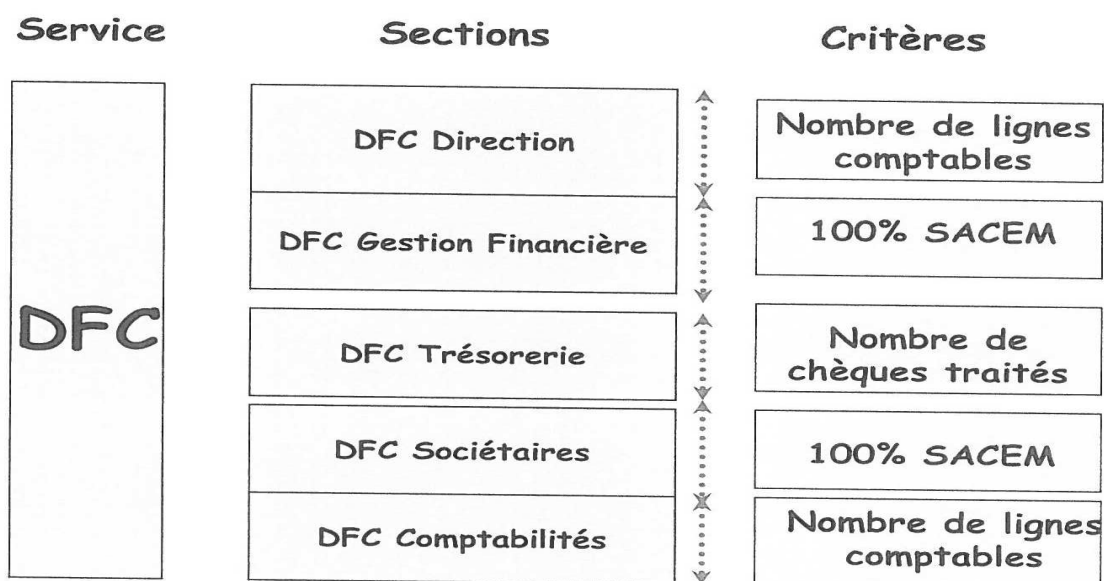 Service
Sections
Critères
DFC
DFC Direction
Nombre de lignes
comptables
DFC Gestion Financière
100% SACEM
DFC Trésorerie
Nombre de
chèques traités
DFC Sociétaires
100% SACEM
DFC Comptabilités
Nombre de lignes
comptables